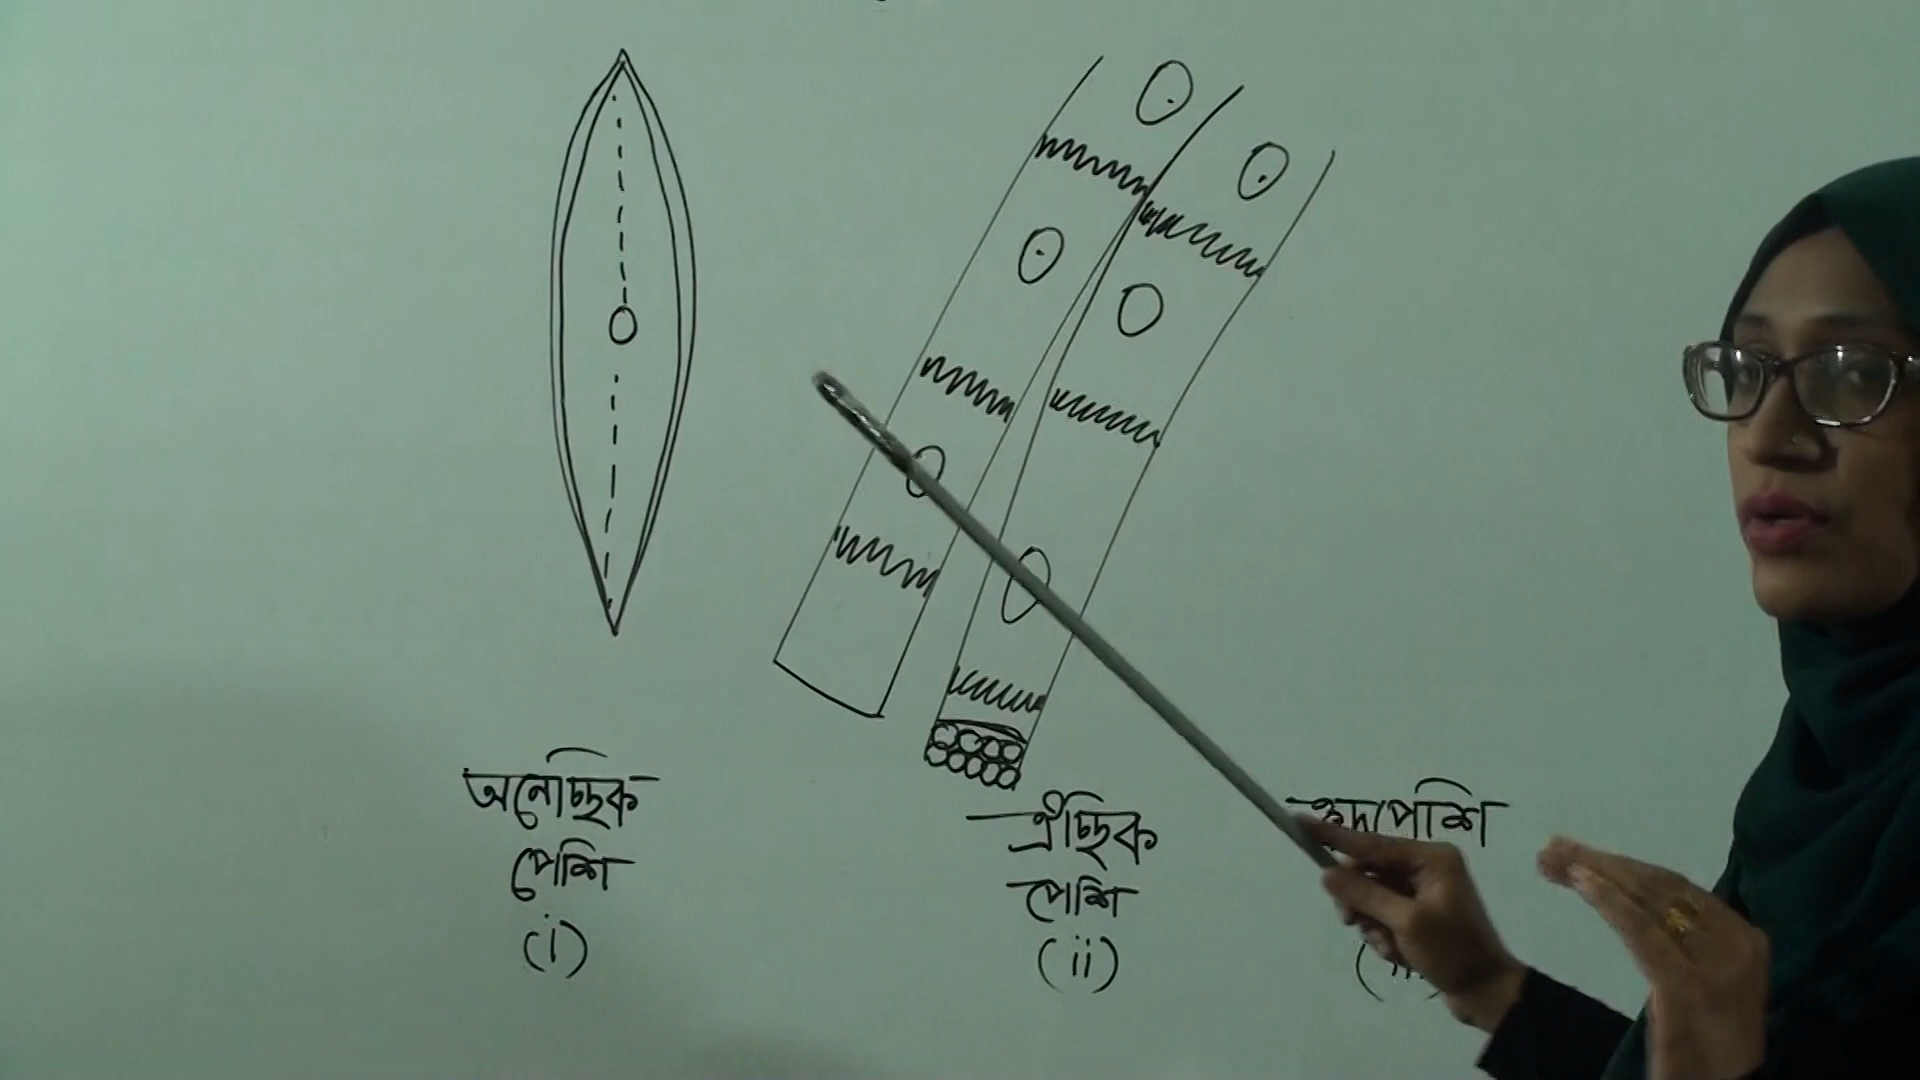 অনৈচ্ছিক
পেশি
(i)
ঐচ্ছিক
পেশি
(ii)
হৃদপেশি